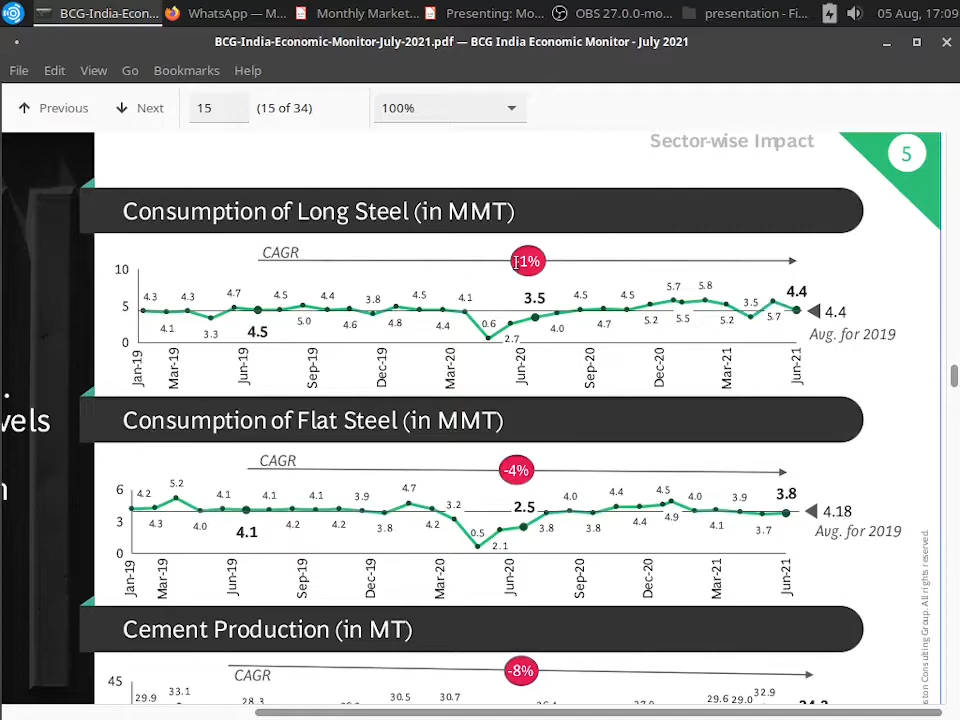 BCG-India-Econ...
WhatsApp — M...
Monthly Market...
Presenting: Mo...
OBS 27.0.0-mo...
presentation - Fi...
05 Aug, 17:09
BCG-India-Economic-Monitor-July-2021.pdf — BCG India Economic Monitor - July 2021
File Edit View Go Bookmarks Help
Previous Next 15 (15 of 34) 100%
Sector-wise Impact
5
Consumption of Long Steel (in MMT)
CAGR
1%
10
5
0
4.3 4.3 4.7 4.5 4.4 3.8 4.5 4.1 0.6 3.5 4.5 4.5 5.7 5.8 3.5 4.4
4.1 3.3 4.5 5.0 4.6 4.8 4.4 2.7 4.0 4.7 5.2 5.5 5.2 5.7
4.4
Avg. for 2019
Jan-19 Mar-19 Jun-19 Sep-19 Dec-19 Mar-20 Jun-20 Sep-20 Dec-20 Mar-21 Jun-21
vels
Consumption of Flat Steel (in MMT)
CAGR
-4%
6
3
0
4.2 5.2 4.1 4.1 4.1 3.9 4.7 3.2 0.5 2.5 4.0 4.4 4.5 4.0 3.9 3.8
4.3 4.0 4.1 4.2 4.2 3.8 4.2 2.1 3.8 3.8 4.4 4.9 4.1 3.7
4.18
Avg. for 2019
Jan-19 Mar-19 Jun-19 Sep-19 Dec-19 Mar-20 Jun-20 Sep-20 Dec-20 Mar-21 Jun-21
Cement Production (in MT)
CAGR
-8%
45
29.9 33.1 30.5 30.7 29.6 29.0 32.9
Consulting Group. All rights reserved.